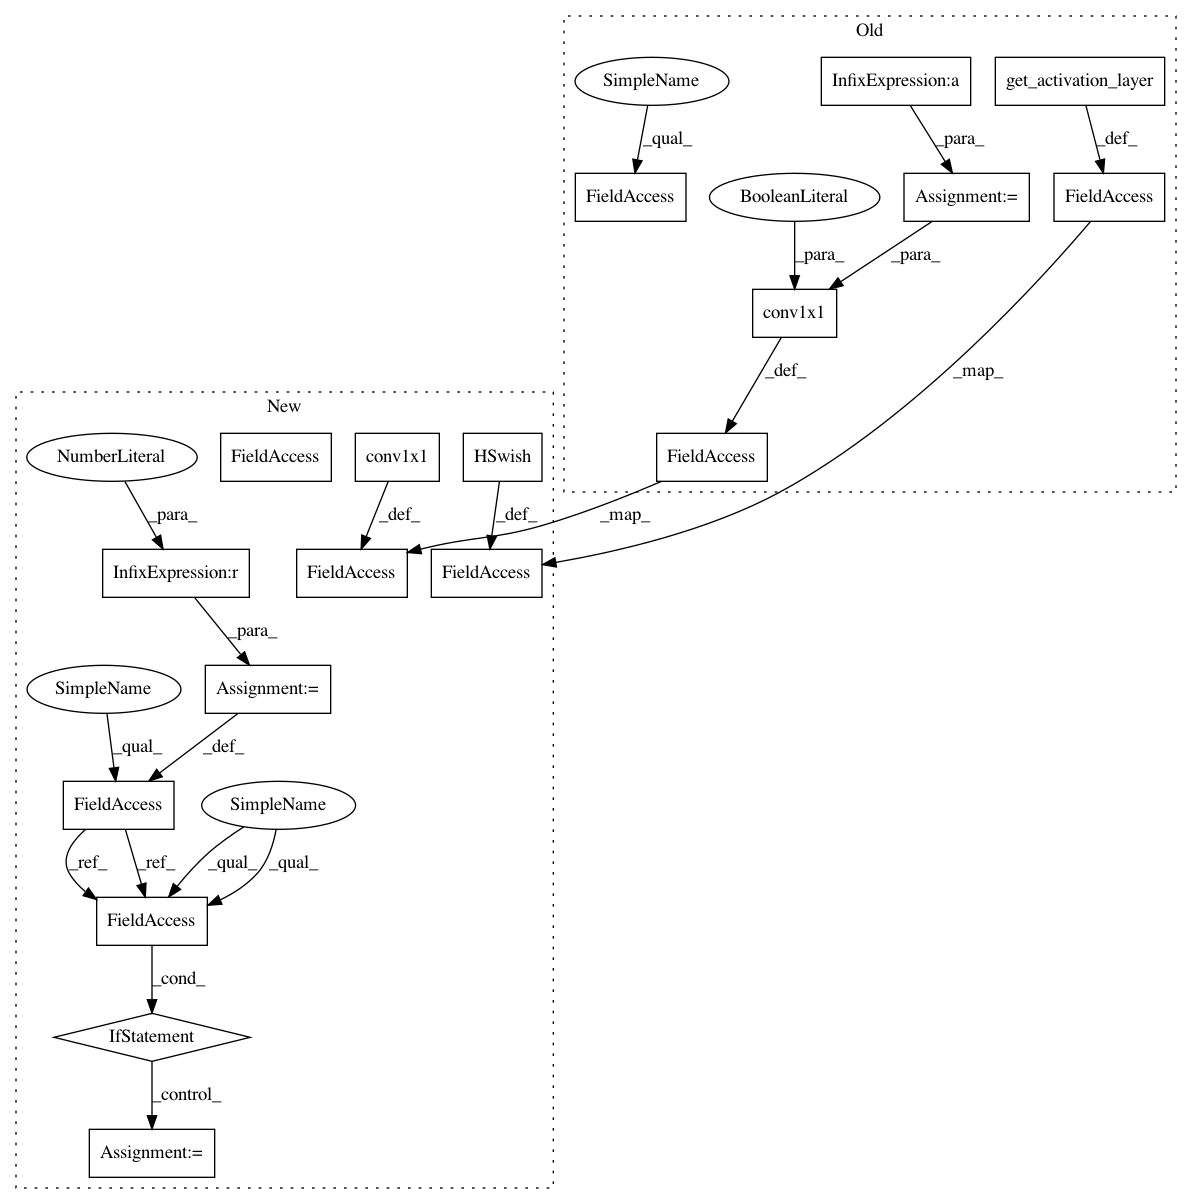 Old
SimpleName
InfixExpression:a
get_activation_layer
_qual_
_para_
_def_
FieldAccess
BooleanLiteral
Assignment:=
FieldAccess
_para_
_para_
conv1x1
_def_
_map_
New
NumberLiteral
FieldAccess
conv1x1
HSwish
FieldAccess
_para_
_def_
_def_
_map_
InfixExpression:r
FieldAccess
FieldAccess
_para_
SimpleName
Assignment:=
_qual_
_def_
FieldAccess
SimpleName
_ref_
_ref_
_qual_
_qual_
FieldAccess
_cond_
IfStatement
_control_
Assignment:=